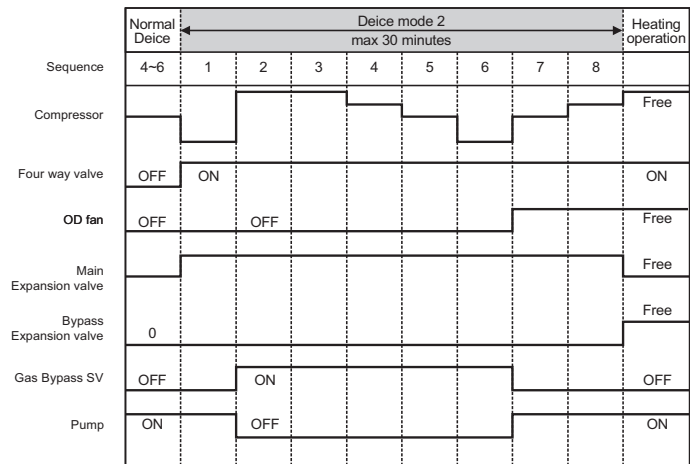 Normal Deice mode 2 Heating
Deice max 30 minutes operation
Sequence 4~6 1 2 3 4 5 6 7 8
Compressor Free
Four way valve OFF ON ON
OD fan OFF OFF Free
Main Free
Expansion valve
Bypass Free
Expansion valve 0
Gas Bypass SV OFF ON OFF
Pump ON OFF ON